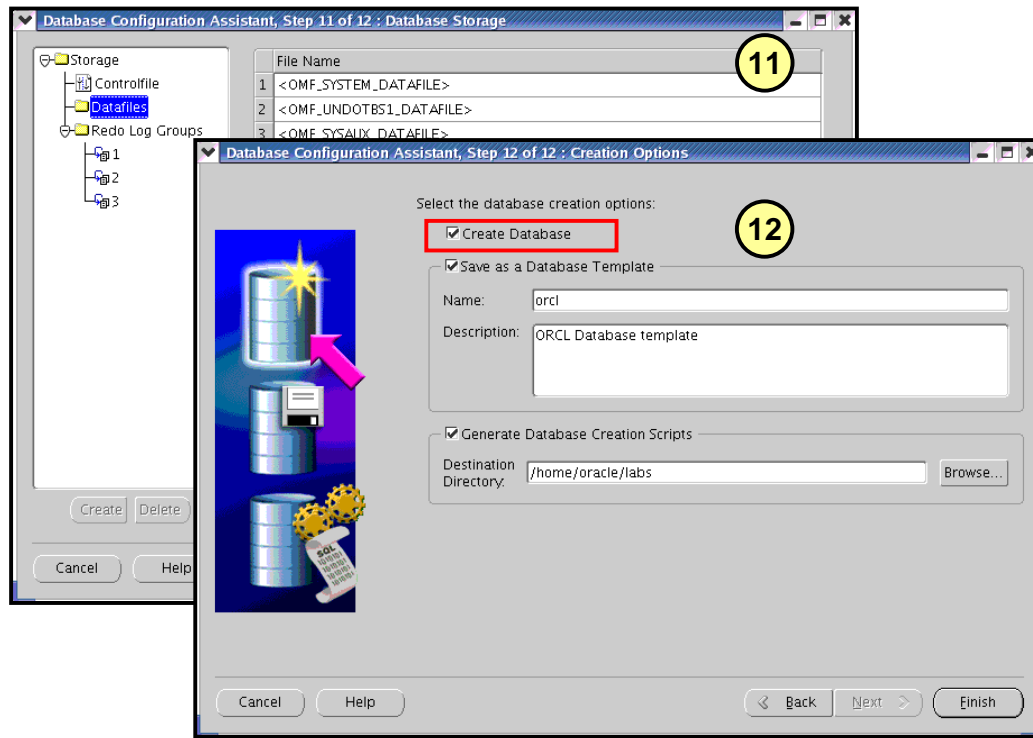 Database Configuration Assistant, Step 11 of 12 : Database Storage
Storage
Controlfile
Datafiles
Redo Log Groups
1
2
3
File Name
1 <OMF_SYSTEM_DATAFILE>
2 <OMF_UNDOTBS1_DATAFILE>
3 <OMF_SYSAUX_DATAFILE>
11
Create
Delete
Cancel
Help
Database Configuration Assistant, Step 12 of 12 : Creation Options
Select the database creation options:
12
Create Database
Save as a Database Template
Name: orcl
Description: ORCL Database template
Generate Database Creation Scripts
Destination
Directory: /home/oracle/labs Browse...
SQL
Cancel
Help
Back
Next
Finish